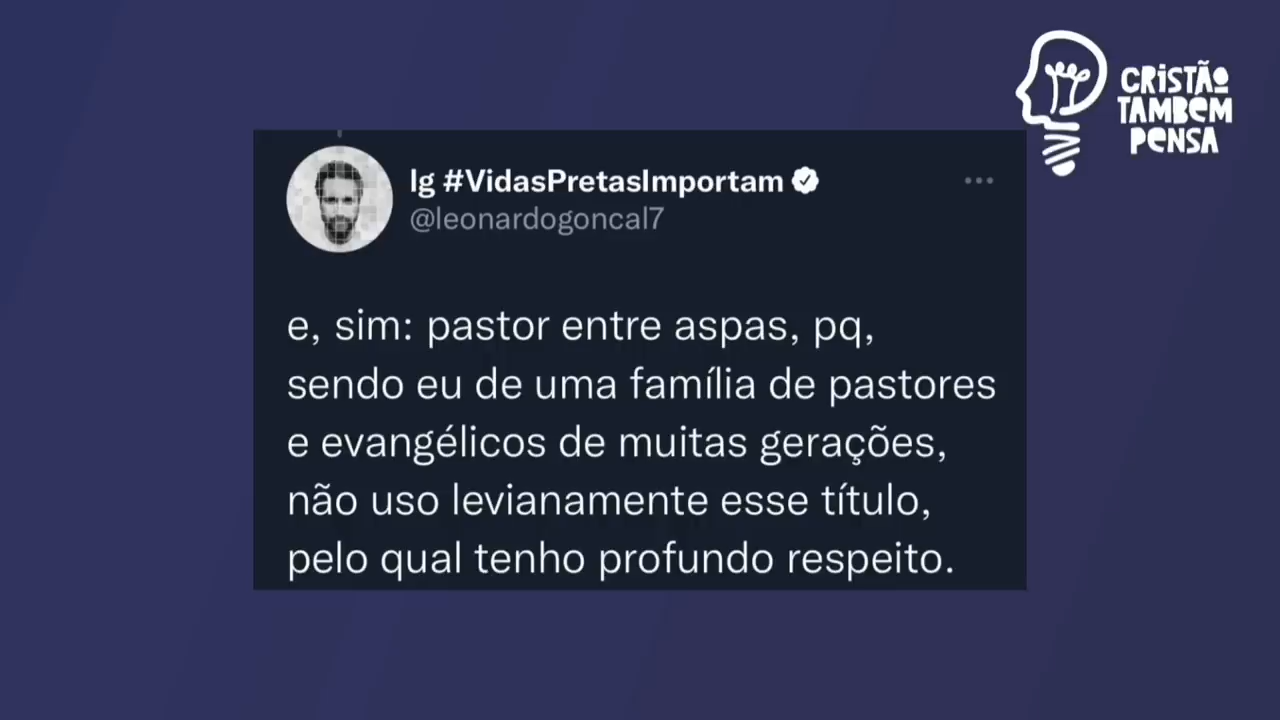 CRISTÃO
TAMBEM
PENSA
lg #VidasPretasImportam
@leonardogoncal7
e, sim: pastor entre aspas, pq,
sendo eu de uma família de pastores
e evangélicos de muitas gerações,
não uso levianamente esse título,
pelo qual tenho profundo respeito.